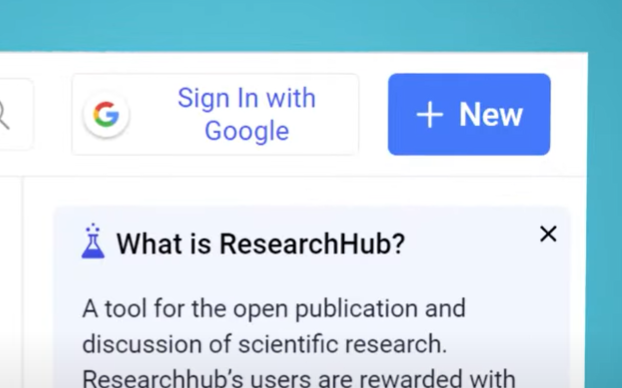 Sign In with
Google
+ New
What is ResearchHub?
A tool for the open publication and
discussion of scientific research.
Researchhub's users are rewarded with